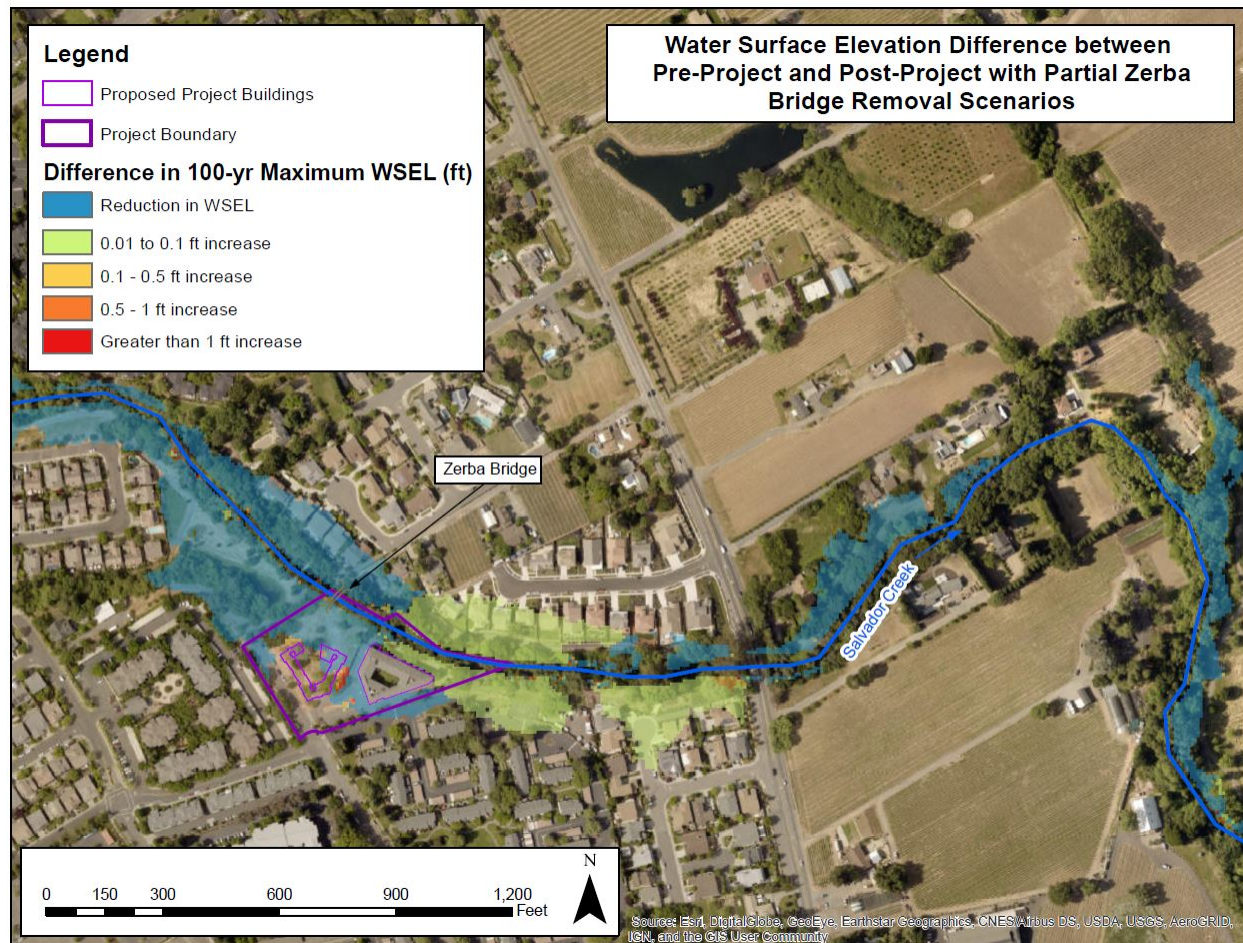 Legend
Proposed Project Buildings
Project Boundary
Difference in 100-yr Maximum WSEL (ft)
Reduction in WSEL
0.01 to 0.1 ft increase
0.1 - 0.5 ft increase
0.5 - 1 ft increase
Greater than 1 ft increase
Water Surface Elevation Difference between
Pre-Project and Post-Project with Partial Zerba
Bridge Removal Scenarios
Zerba Bridge
Salvador Creek
N
0 150 300 600 900 1,200
Feet
Source: Esri, DigitalGlobe, GeoEye, Earthstar Geographics, CNES/Airbus DS, USDA, USGS, AeroGRID,
IGN, and the GIS User Community